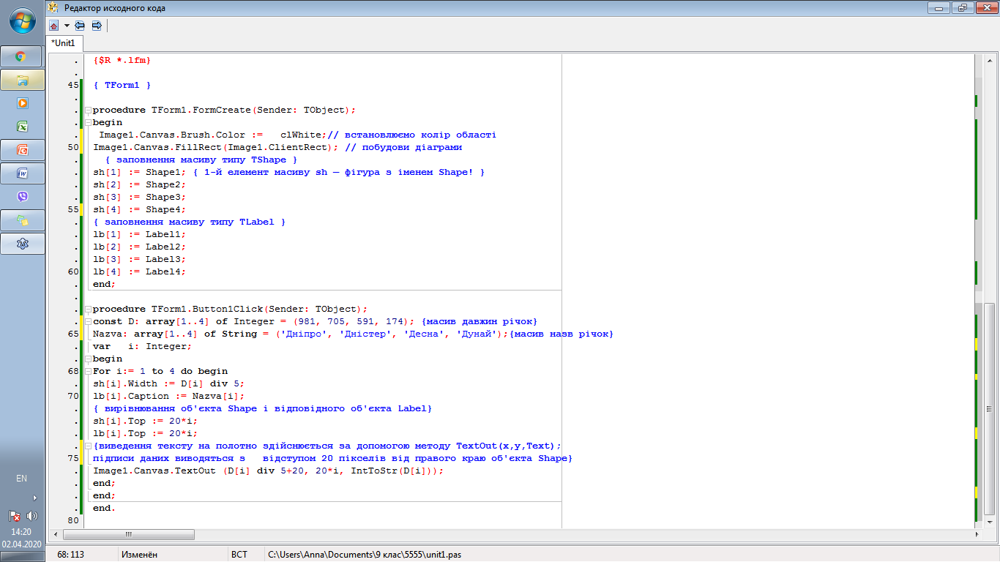 Редактор исходного кода
*Unit1
. {$R *.lfm}
.
45 { TForm1 }
.
. procedure TForm1.FormCreate(Sender: TObject);
. begin
. Image1.Canvas.Brush.Color :=   clWhite;// встановлюємо колір області
50 Image1.Canvas.FillRect(Image1.ClientRect); // побудови діаграми
. { заповнення масиву типу TShape }
. sh[1] := Shape1; { 1-й елемент масиву sh — фігура з іменем Shape! }
. sh[2] := Shape2;
. sh[3] := Shape3;
55 sh[4] := Shape4;
. { заповнення масиву типу TLabel }
. lb[1] := Label1;
. lb[2] := Label2;
. lb[3] := Label3;
60 lb[4] := Label4;
. end;
.
. procedure TForm1.Button1Click(Sender: TObject);
. const D: array[1..4] of Integer = (981, 705, 591, 174); {масив давжин річок}
65 Nazva: array[1..4] of String = ('Дніпро', 'Дністер', 'Десна', 'Дунай');{масив назв річок}
. var   i: Integer;
. begin
68 For i:= 1 to 4 do begin
. sh[i].Width := D[i] div 5;
70 lb[i].Caption := Nazva[i];
. { вирівнювання об'єкта Shape і відповідного об'єкта Label}
. sh[i].Top := 20*i;
. lb[i].Top := 20*i;
. {виведення тексту на полотно здійснюється за допомогою методу TextOut(x,y,Text);
75 підписи даних виводяться з   відступом 20 пікселів від правого краю об'єкта Shape}
. Image1.Canvas.TextOut (D[i] div 5+20, 20*i, IntToStr(D[i]));
. end;
. end;
. end.
80
EN
14:20
02.04.2020
68: 113 Изменён ВСТ C:\Users\Anna\Documents\9 клас\5555\unit1.pas